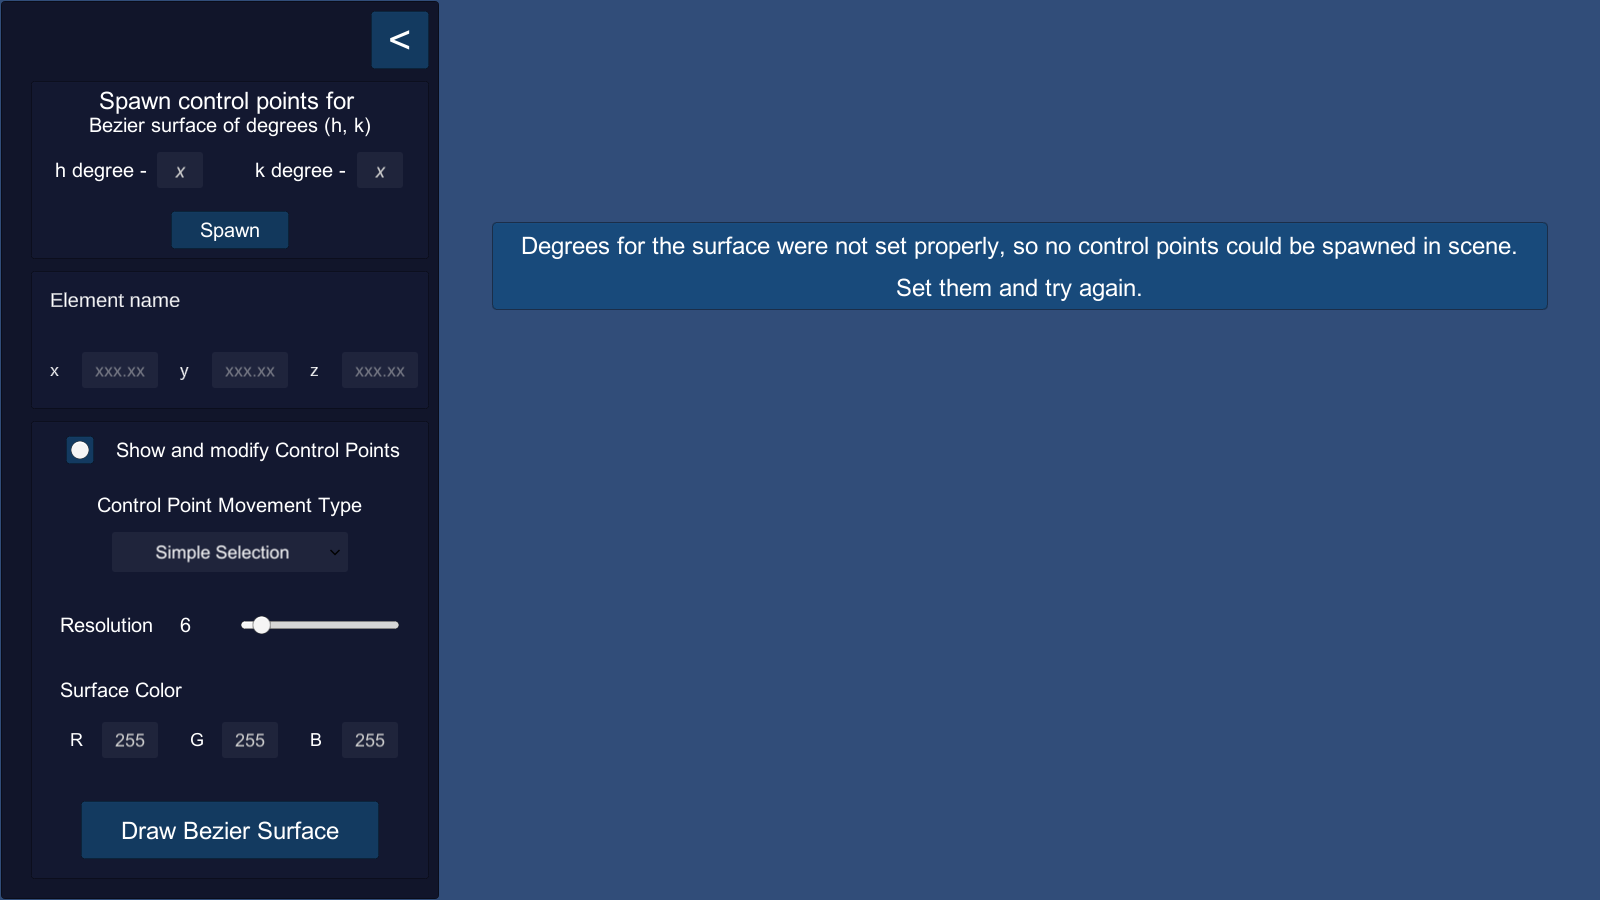 <
Spawn control points for
Bezier surface of degrees (h, k)
h degree - x k degree - x
Spawn
Element name
x xxx.xx y xxx.xx z xxx.xx
Show and modify Control Points
Control Point Movement Type
Simple Selection
Resolution 6
Surface Color
R 255 G 255 B 255
Draw Bezier Surface
Degrees for the surface were not set properly, so no control points could be spawned in scene.
Set them and try again.